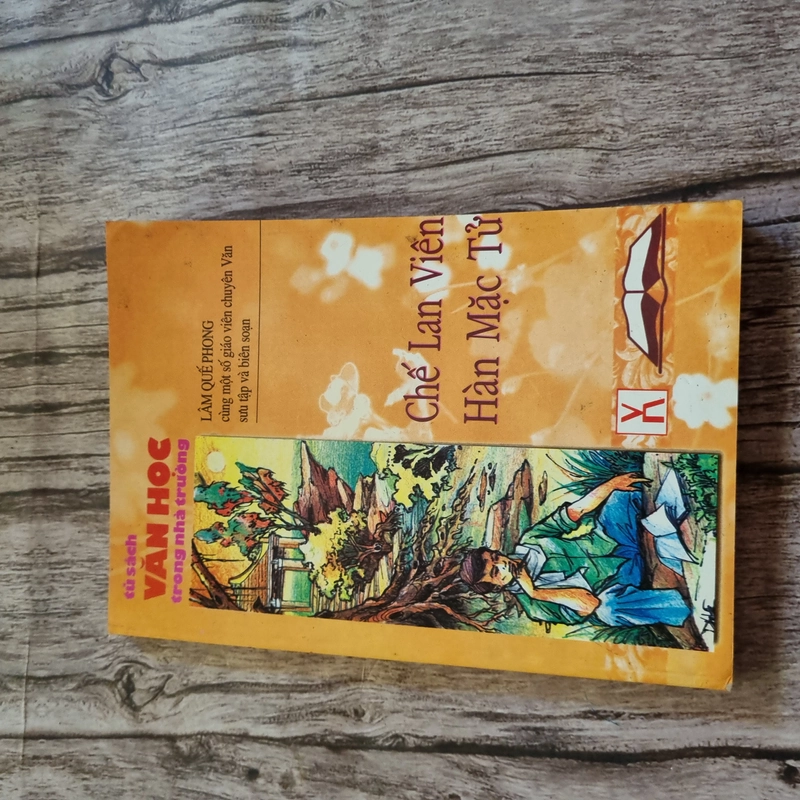 tủ sách
VĂN HỌC
trong nhà trường
LÂM QUẾ PHONG
cùng một số giáo viên chuyên Văn
sưu tập và biên soạn
Chế Lan Viên
Hàn Mặc Tử